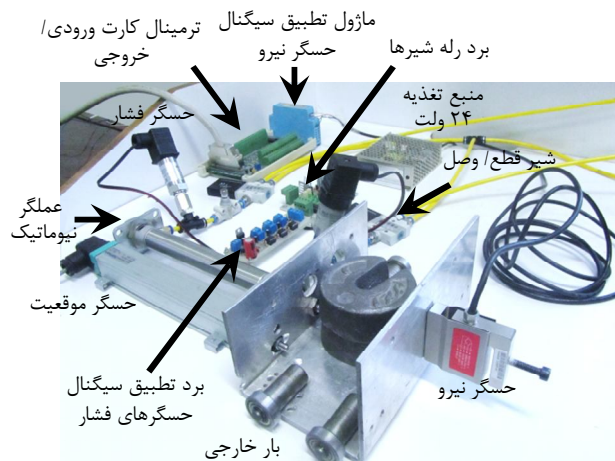 ماژول تطبیق سیگنال
حسگر نیرو
ترمینال کارت ورودی/
خروجی
برد رله شیرها
حسگر فشار
منبع تغذیه
۲۴ ولت
شیر قطع/ وصل
عملگر
نیوماتیک
حسگر موقعیت
برد تطبیق سیگنال
حسگرهای فشار
حسگر نیرو
بار خارجی